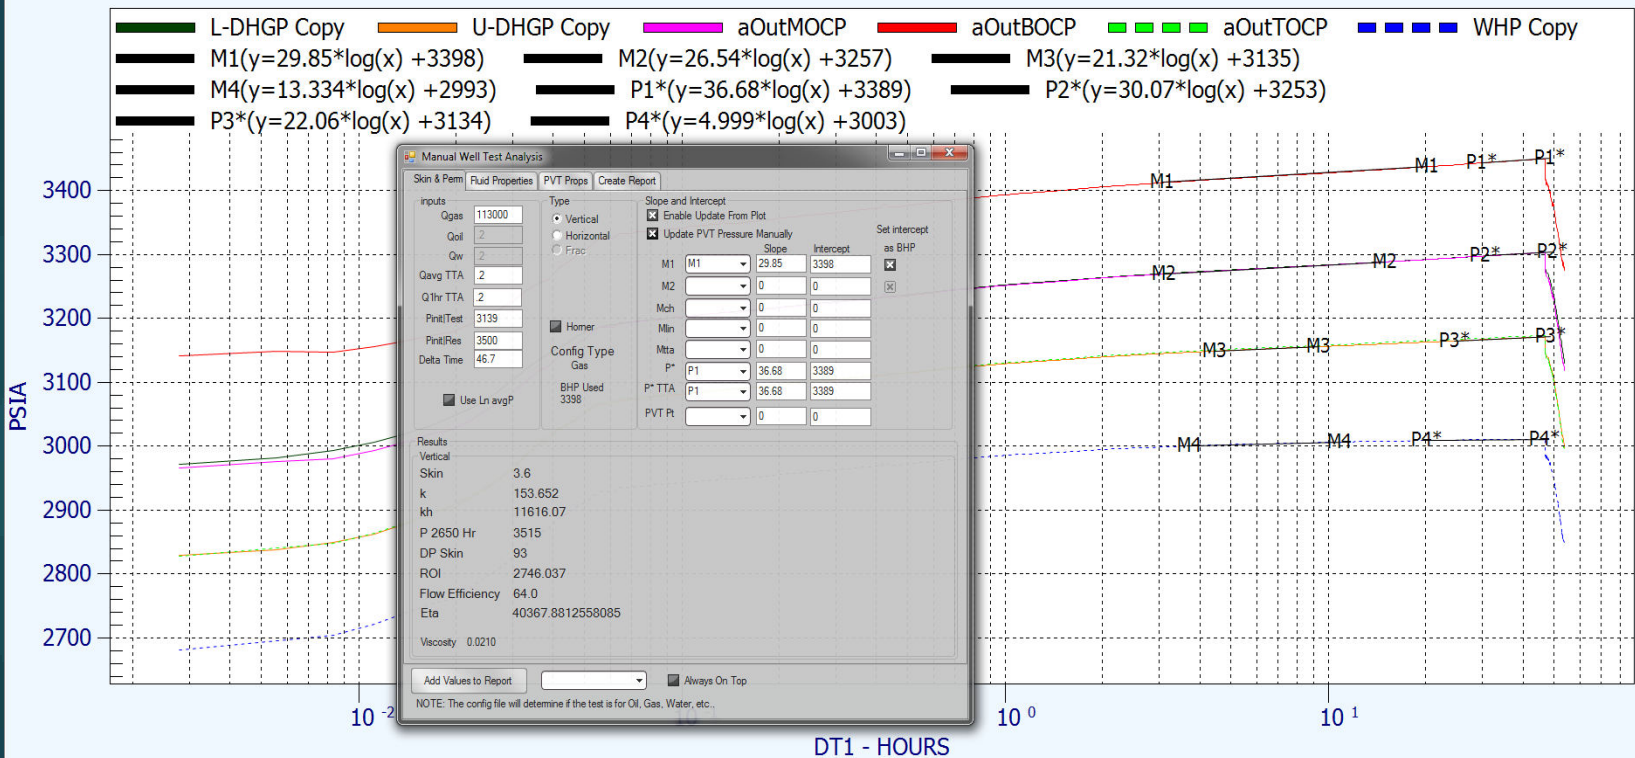 L-DHGP Copy U-DHGP Copy aOutMOCP aOutBOCP aOutTOCP WHP Copy
M1(y=29.85*log(x) +3398) M2(y=26.54*log(x) +3257) M3(y=21.32*log(x) +3135)
M4(y=13.334*log(x) +2993) P1*(y=36.68*log(x) +3389) P2*(y=30.07*log(x) +3253)
P3*(y=22.06*log(x) +3134) P4*(y=4.999*log(x) +3003)
PSIA
3400
3300
3200
3100
3000
2900
2800
2700
Manual Well Test Analysis
Skin & Perm Fluid Properties PVT Props Create Report
inputs
Qgas 113000
Qoil .2
Qw .2
Qavg TTA .2
Q1hr TTA .2
Pinit|Test 3139
Pinit|Res 3500
Delta Time 46.7
Use Ln avgP
Type
Vertical
Horizontal
Frac
Horner
Config Type
Gas
BHP Used
3398
Slope and Intercept
Enable Update From Plot
Update PVT Pressure Manually
Set intercept
as BHP
Slope Intercept
M1 M1 29.85 3398
M2 0 0
Mch 0 0
Mlin 0 0
Mtta 0 0
P* P1 36.68 3389
P* TTA P1 36.68 3389
PVT Pt 0 0
Results
Vertical
Skin 3.6
k 153.652
kh 11616.07
P 2650 Hr 3515
DP Skin 93
ROI 2746.037
Flow Efficiency 64.0
Eta 40367.8812558085
Viscosity 0.0210
Add Values to Report Always On Top
NOTE: The config file will determine if the test is for Oil, Gas, Water, etc..
M1 M1 P1* P1*
M2 M2 P2* P2*
M3 M3 P3* P3*
M4 M4 P4* P4*
10 -2 10 -1 10 0 10 1
DT1 - HOURS